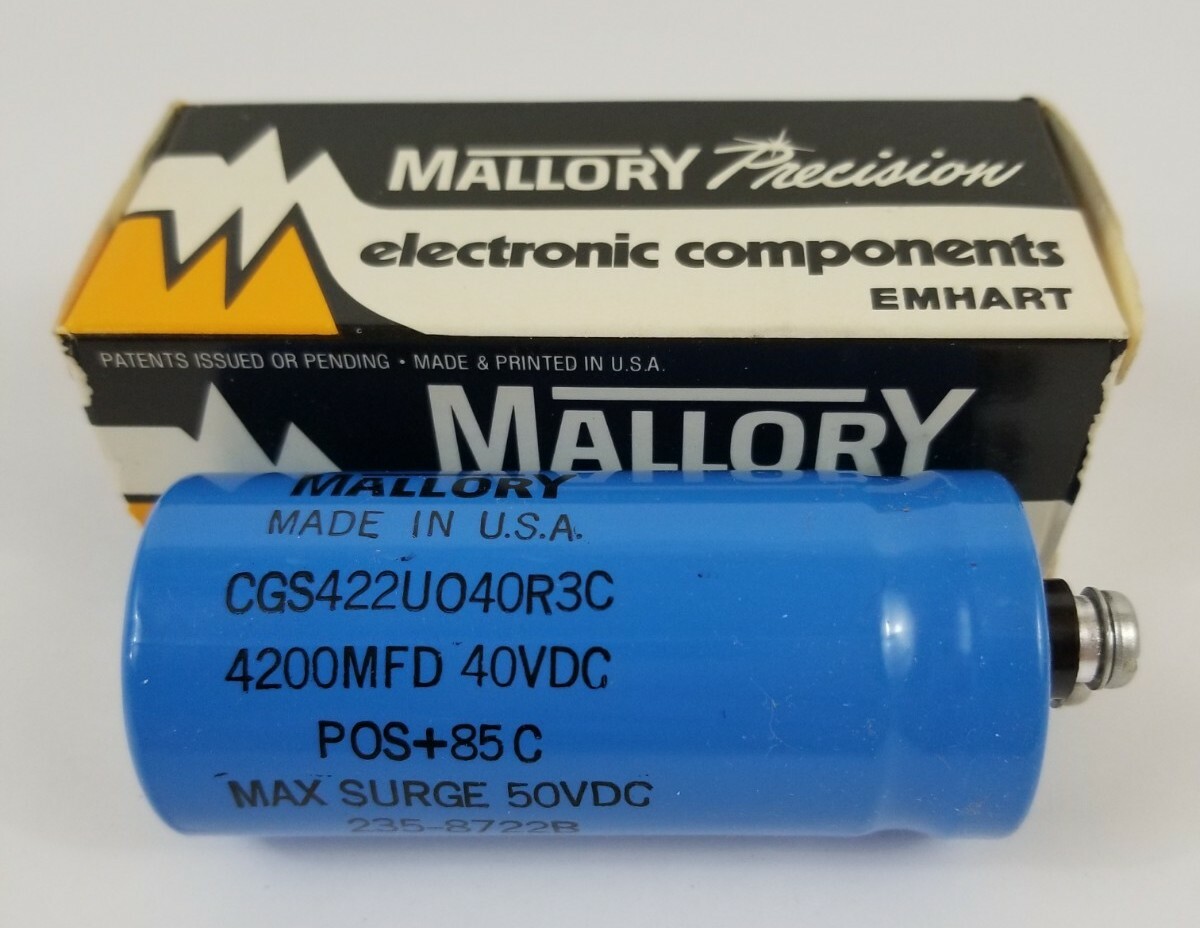 MALLORY Precision
electronic components
EMHART
PATENTS ISSUED OR PENDING • MADE & PRINTED IN U.S.A.
MALLORY
MALLORY
MADE IN U.S.A.
CGS422U040R3C
4200MFD 40VDC
POS+85C
MAX SURGE 50VDC
235-8722B